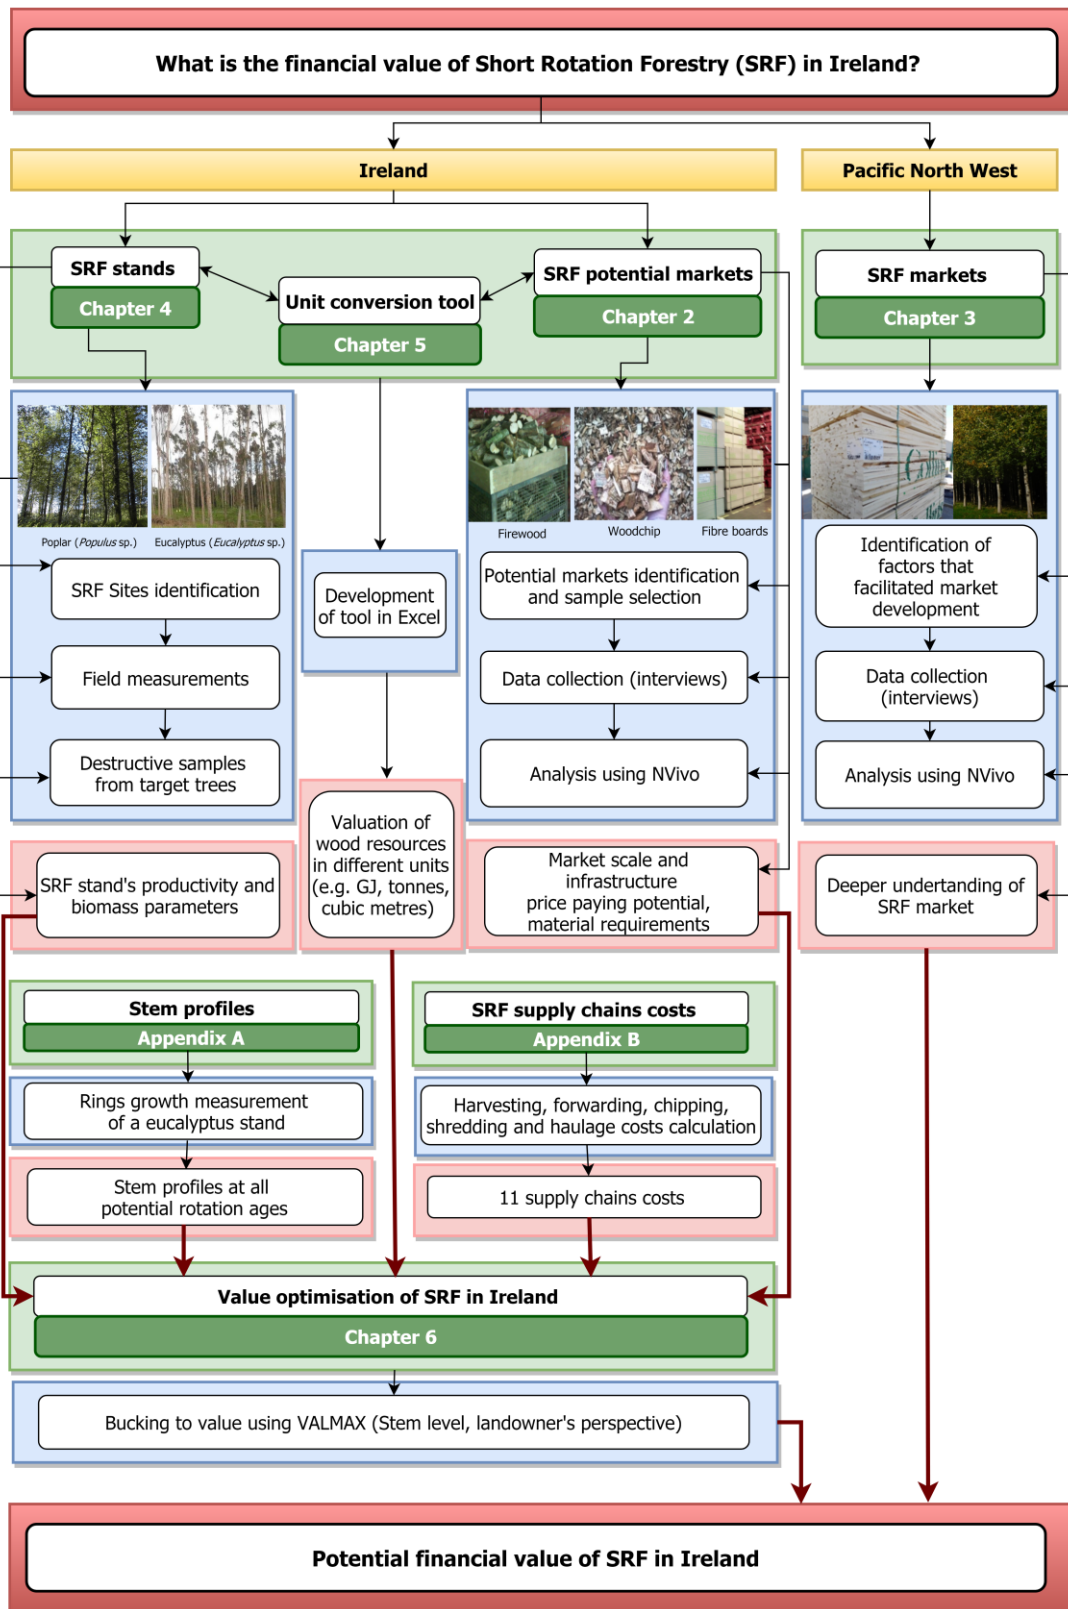 What is the financial value of Short Rotation Forestry (SRF) in Ireland?
Ireland
Pacific North West
SRF stands
Chapter 4
Unit conversion tool
Chapter 5
SRF potential markets
Chapter 2
SRF markets
Chapter 3
Poplar (Populus sp.)
Eucalyptus (Eucalyptus sp.)
SRF Sites identification
Field measurements
Destructive samples
from target trees
Development
of tool in Excel
Firewood
Woodchip
Fibre boards
Potential markets identification
and sample selection
Data collection (interviews)
Analysis using NVivo
Identification of
factors that
facilitated market
development
Data collection
(interviews)
Analysis using NVivo
SRF stand's productivity and
biomass parameters
Valuation of
wood resources
in different units
(e.g. GJ, tonnes,
cubic metres)
Market scale and
infrastructure
price paying potential,
material requirements
Deeper undertanding of
SRF market
Stem profiles
Appendix A
SRF supply chains costs
Appendix B
Rings growth measurement
of a eucalyptus stand
Harvesting, forwarding, chipping,
shredding and haulage costs calculation
Stem profiles at all
potential rotation ages
11 supply chains costs
Value optimisation of SRF in Ireland
Chapter 6
Bucking to value using VALMAX (Stem level, landowner's perspective)
Potential financial value of SRF in Ireland